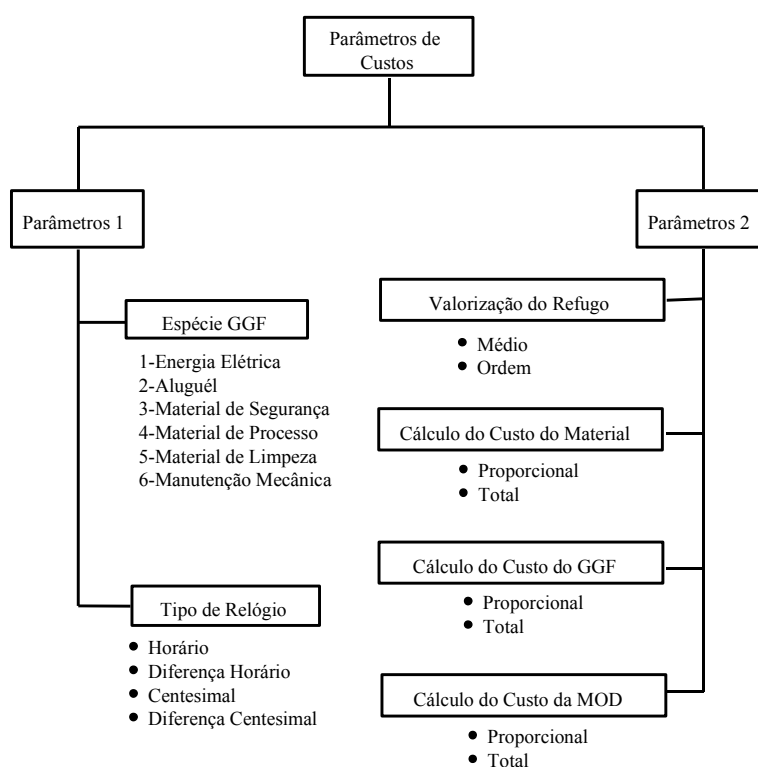 Parâmetros de
Custos
Parâmetros 1
Parâmetros 2
Espécie GGF
1-Energia Elétrica
2-Aluguél
3-Material de Segurança
4-Material de Processo
5-Material de Limpeza
6-Manutenção Mecânica
Tipo de Relógio
• Horário
• Diferença Horário
• Centesimal
• Diferença Centesimal
Valorização do Refugo
• Médio
• Ordem
Cálculo do Custo do Material
• Proporcional
• Total
Cálculo do Custo do GGF
• Proporcional
• Total
Cálculo do Custo da MOD
• Proporcional
• Total